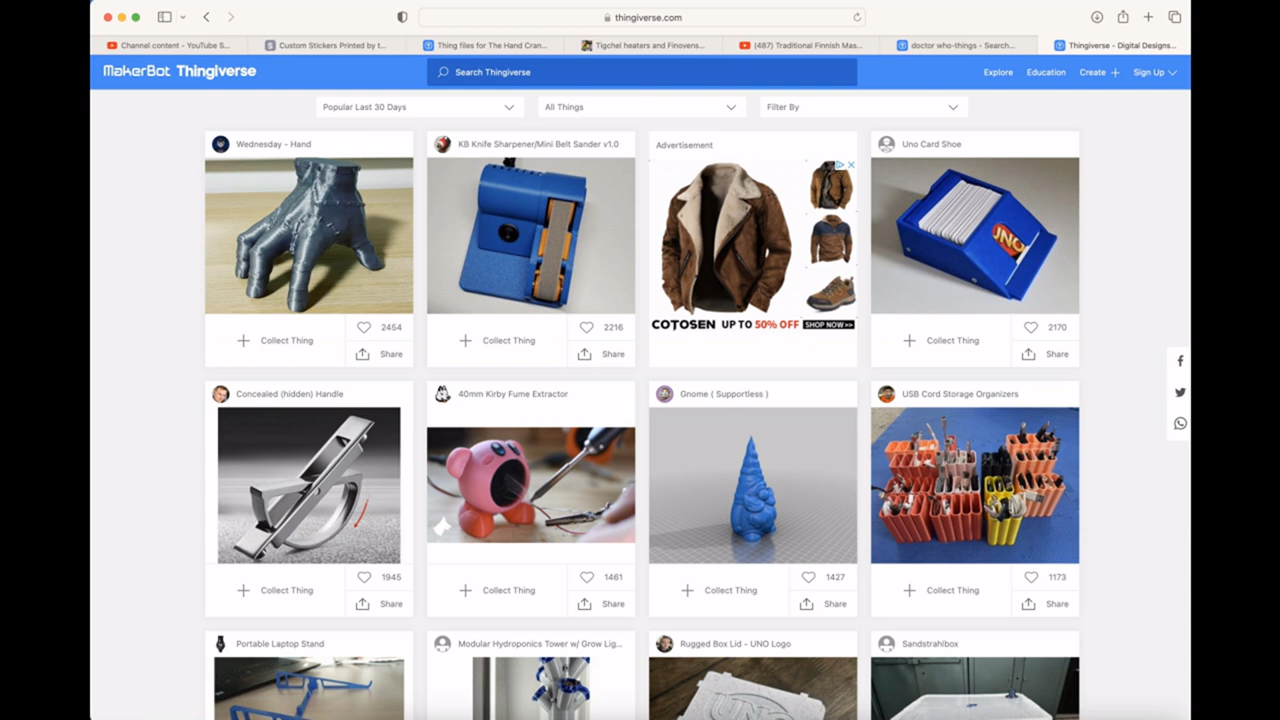 thingiverse.com
Channel content - YouTube S...
Custom Stickers Printed by t...
Thing files for The Hand Cran...
Tigchel heaters and Finovens...
(487) Traditional Finnish Mas...
doctor who-things - Search...
Thingiverse - Digital Designs...
MakerBot Thingiverse
Search Thingiverse
Explore
Education
Create
Sign Up
Popular Last 30 Days
All Things
Filter By
Wednesday - Hand
KB Knife Sharpener/Mini Belt Sander v1.0
Advertisement
Uno Card Shoe
UNO
COTOSEN UP TO 50% OFF SHOP NOW>>
Collect Thing
2454
Share
Collect Thing
2216
Share
Collect Thing
2170
Share
Concealed (hidden) Handle
40mm Kirby Fume Extractor
Gnome ( Supportless )
USB Cord Storage Organizers
Collect Thing
1945
Share
Collect Thing
1461
Share
Collect Thing
1427
Share
Collect Thing
1173
Share
Portable Laptop Stand
Modular Hydroponics Tower w/ Grow Lig...
Rugged Box Lid - UNO Logo
Sandstrahlbox
UNO